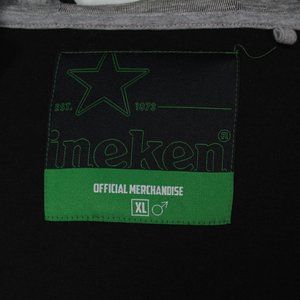 EST. 1873
ineken®
OFFICIAL MERCHANDISE
XL